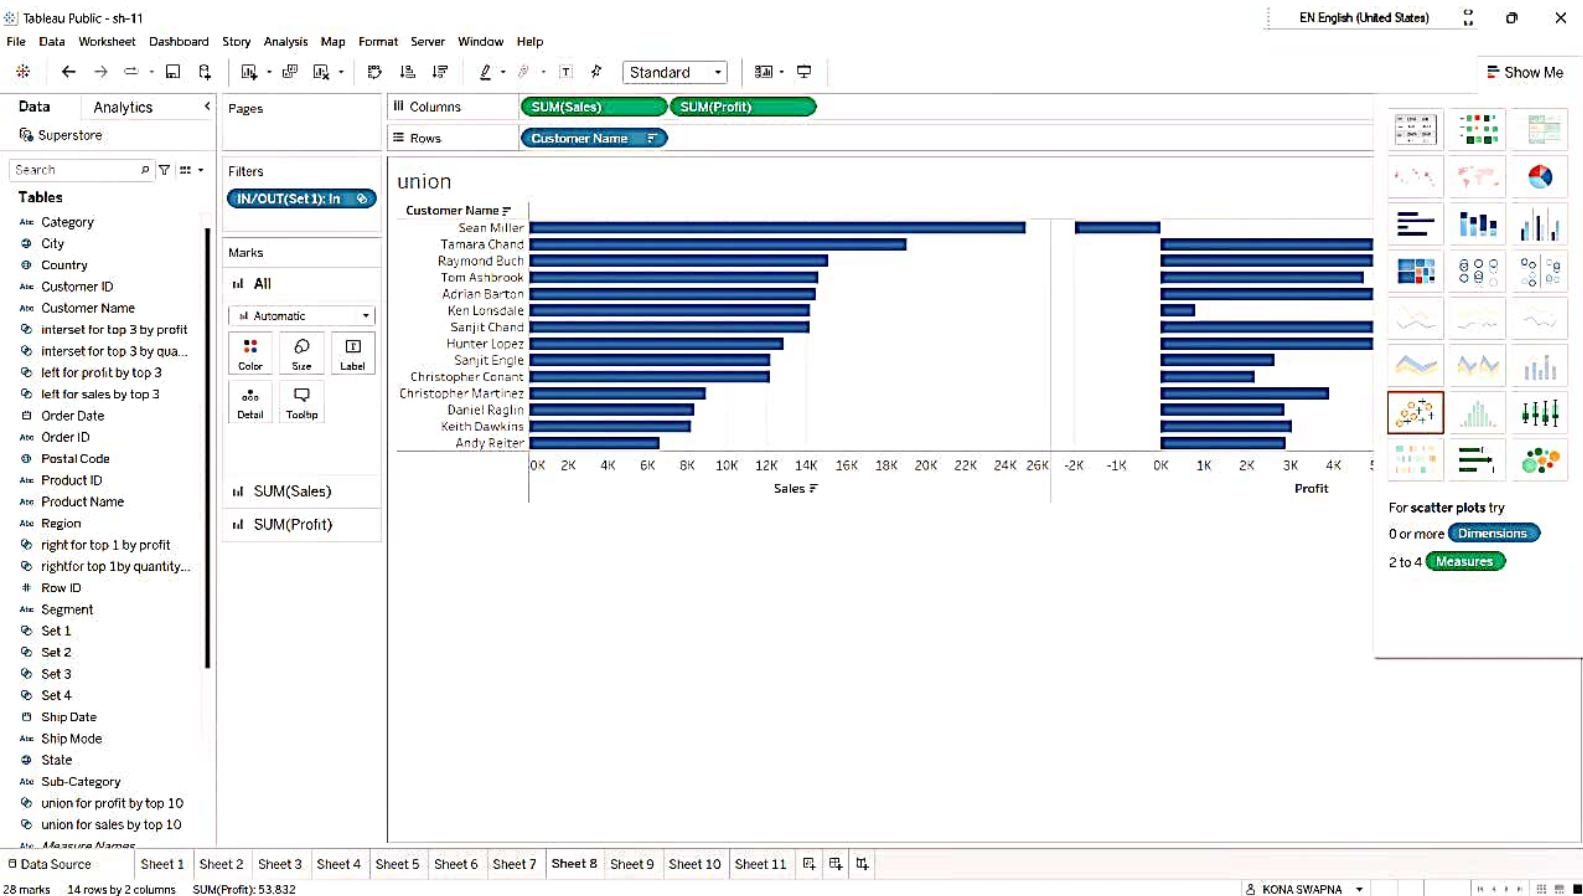 Tableau Public - sh-11
EN English (United States)
File Data Worksheet Dashboard Story Analysis Map Format Server Window Help
Standard
Show Me
Data Analytics
Superstore
Search
Tables
Category
City
Country
Customer ID
Customer Name
interset for top 3 by profit
interset for top 3 by qua...
left for profit by top 3
left for sales by top 3
Order Date
Order ID
Postal Code
Product ID
Product Name
Region
right for top 1 by profit
rightfor top 1by quantity...
Row ID
Segment
Set 1
Set 2
Set 3
Set 4
Ship Date
Ship Mode
State
Sub-Category
union for profit by top 10
union for sales by top 10
Measure Names
Pages
Filters
IN/OUT(Set 1): In
Marks
All
Automatic
Color Size Label
Detail Tooltip
SUM(Sales)
SUM(Profit)
Columns SUM(Sales) SUM(Profit)
Rows Customer Name
union
Customer Name
Sean Miller
Tamara Chand
Raymond Buch
Tom Ashbrook
Adrian Barton
Ken Lonsdale
Sanjit Chand
Hunter Lopez
Sanjit Engle
Christopher Conant
Christopher Martinez
Daniel Raglin
Keith Dawkins
Andy Reiter
0K 2K 4K 6K 8K 10K 12K 14K 16K 18K 20K 22K 24K 26K -2K -1K 0K 1K 2K 3K 4K
Sales Profit
For scatter plots try
0 or more Dimensions
2 to 4 Measures
Data Source Sheet 1 Sheet 2 Sheet 3 Sheet 4 Sheet 5 Sheet 6 Sheet 7 Sheet 8 Sheet 9 Sheet 10 Sheet 11
28 marks 14 rows by 2 columns SUM(Profit): 53,832
KONA SWAPNA